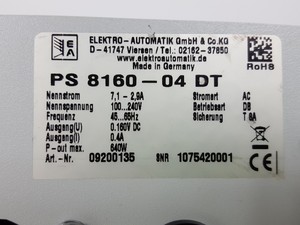 EA
ELEKTRO-AUTOMATIK GmbH & Co.KG
D-41747 Viersen / Tel.: 02162-37850
www.elektroautomatik.de
Made in Germany
RoHS
PS 8160-04 DT
Nennstrom 7,1 - 2,9A Stromart AC
Nennspannung 100...240V Betriebsart DB
Frequenz 45...65Hz Sicherung T 8A
Ausgang(U) 0.160V DC
Ausgang(I) 0.4A
P-out max 640W
Art.-Nr. 09200135 SNR 1075420001
CE